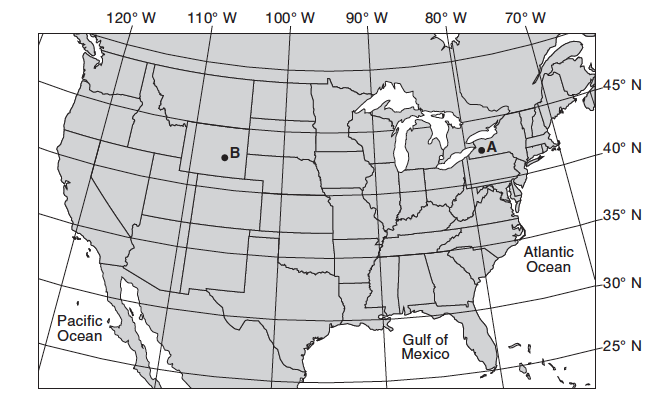 120° W 110° W 100° W 90° W 80° W 70° W
45° N
A
40° N
B
35° N
Atlantic
Ocean
30° N
Pacific
Ocean
Gulf of
Mexico
25° N